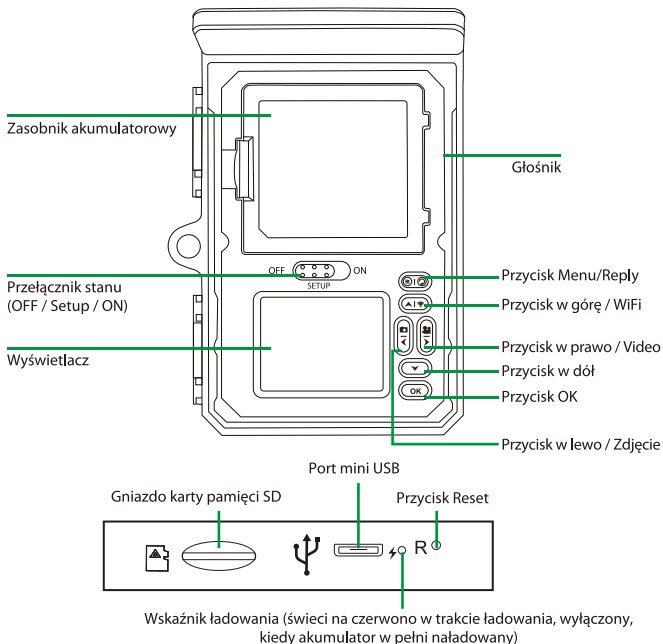 Zasobnik akumulatorowy
Głośnik
OFF
ON
SETUP
Przełącznik stanu
(OFF / Setup / ON)
Przycisk Menu/Reply
Przycisk w górę / WiFi
Wyświetlacz
Przycisk w prawo / Video
Przycisk w dół
OK
Przycisk OK
Przycisk w lewo / Zdjęcie
Port mini USB
Gniazdo karty pamięci SD
Przycisk Reset
R
Wskaźnik ładowania (świeci na czerwono w trakcie ładowania, wyłączony,
kiedy akumulator w pełni naładowany)